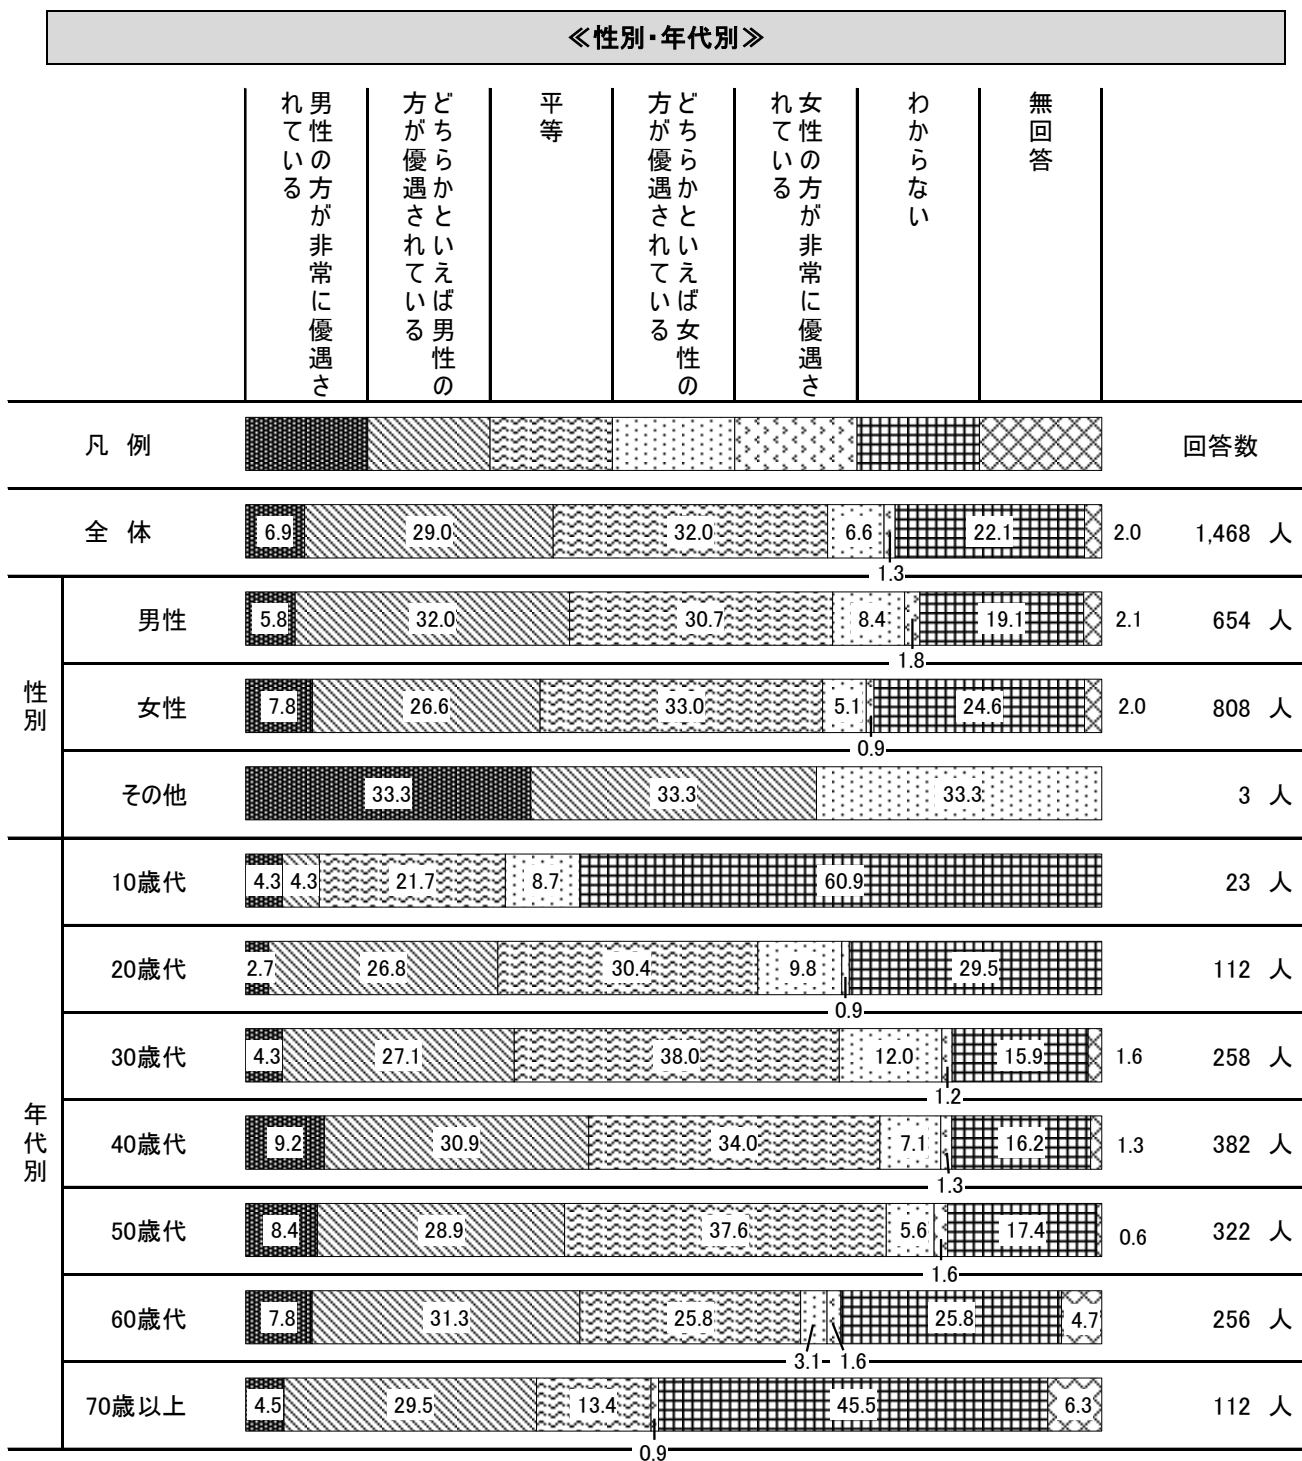 ≪性別・年代別≫
男性の方が非常に優遇さ
れている
どちらかといえば男性の
方が優遇されている
平等
どちらかといえば女性の
方が優遇されている
女性の方が非常に優遇さ
れている
わからない
無回答
凡 例 回答数
全 体 6.9 29.0 32.0 6.6 1.3 22.1 2.0 1,468 人
性別
男性 5.8 32.0 30.7 8.4 1.8 19.1 2.1 654 人
女性 7.8 26.6 33.0 5.1 0.9 24.6 2.0 808 人
その他 33.3 33.3 33.3 3 人
年代別
10歳代 4.3 4.3 21.7 8.7 60.9 23 人
20歳代 2.7 26.8 30.4 9.8 0.9 29.5 112 人
30歳代 4.3 27.1 38.0 12.0 1.2 15.9 1.6 258 人
40歳代 9.2 30.9 34.0 7.1 1.3 16.2 1.3 382 人
50歳代 8.4 28.9 37.6 5.6 1.6 17.4 0.6 322 人
60歳代 7.8 31.3 25.8 3.1 1.6 25.8 4.7 256 人
70歳以上 4.5 29.5 13.4 0.9 45.5 6.3 112 人